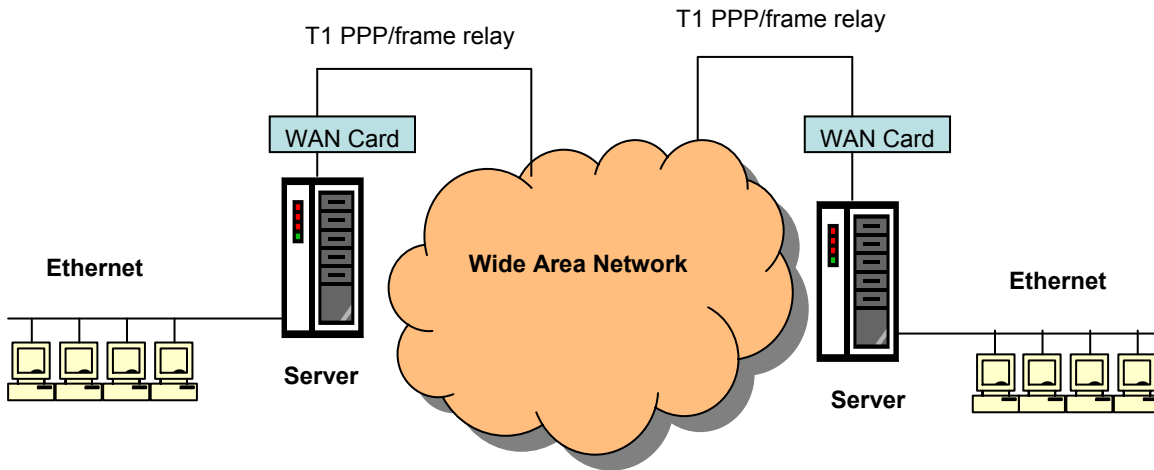 T1 PPP/frame relay
T1 PPP/frame relay
WAN Card
WAN Card
Ethernet
Wide Area Network
Ethernet
Server
Server